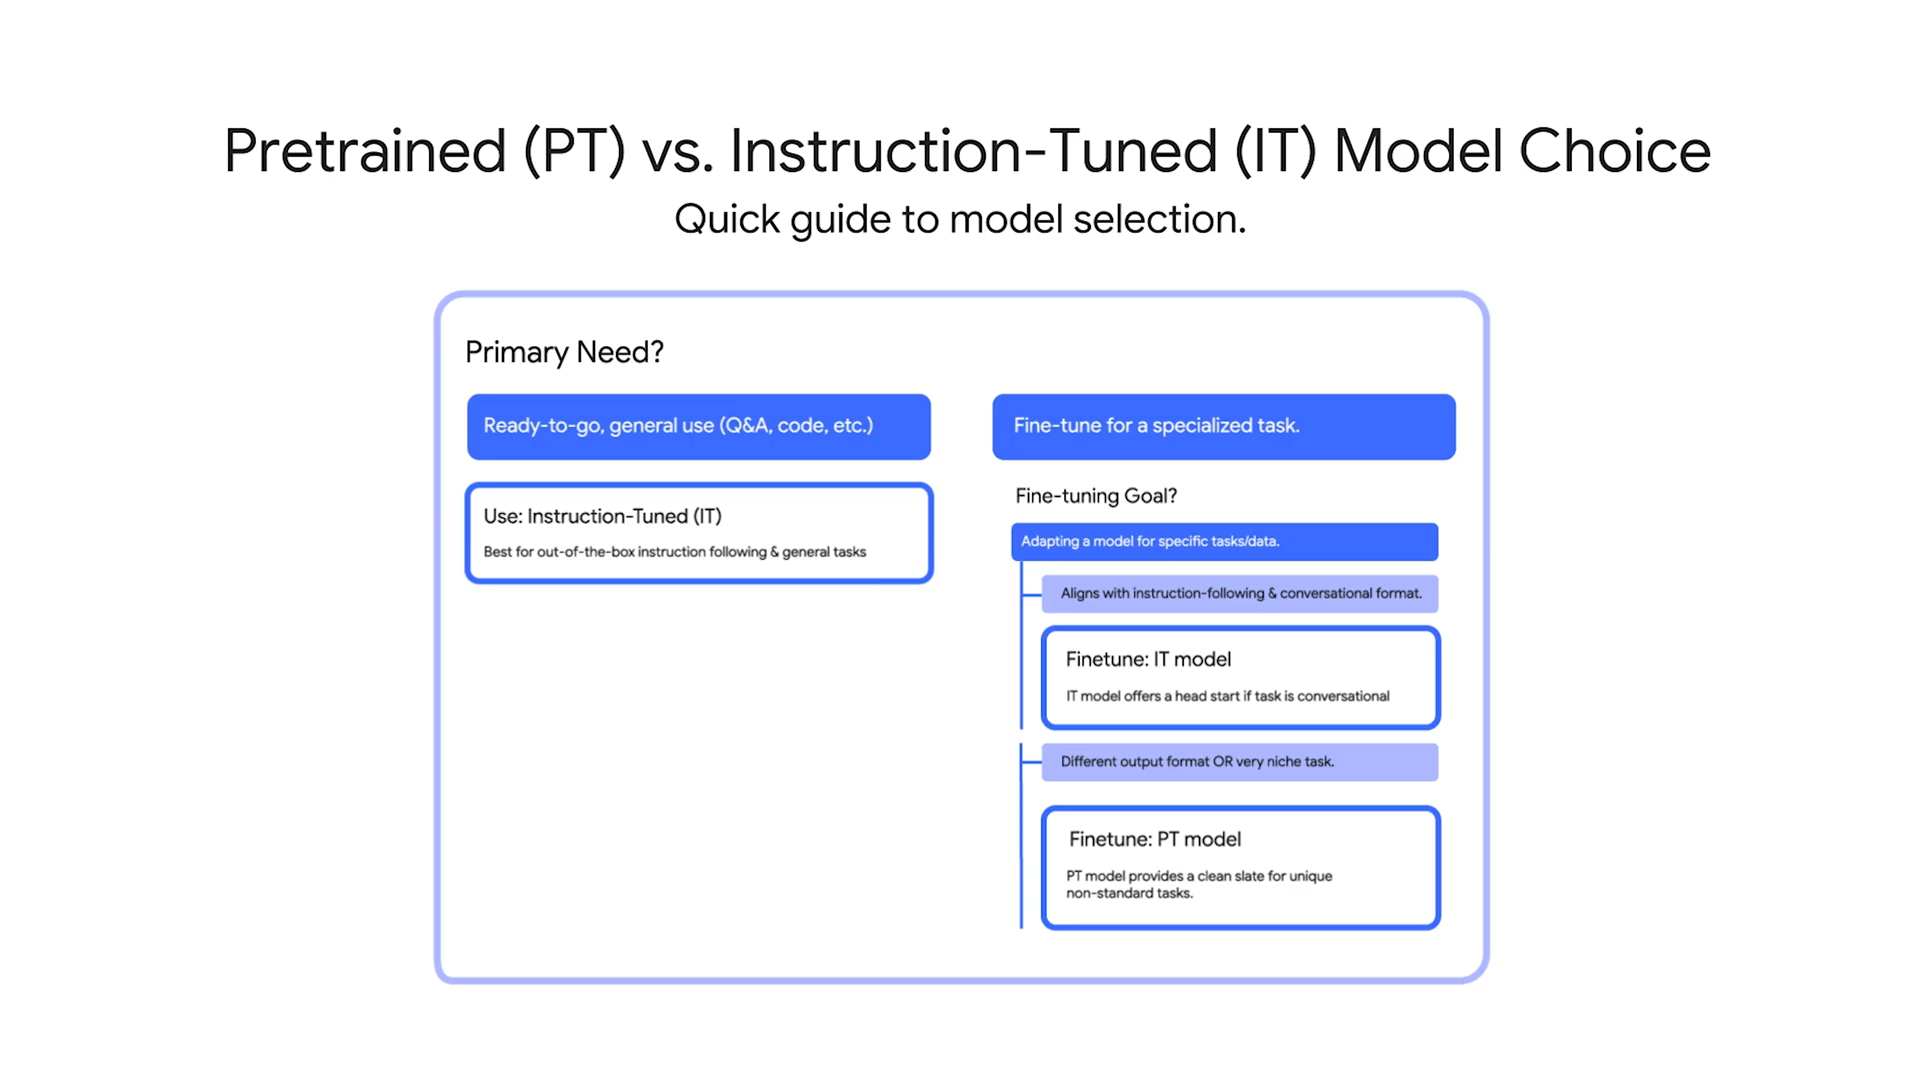 Pretrained (PT) vs. Instruction-Tuned (IT) Model Choice
Quick guide to model selection.
Primary Need?
Ready-to-go, general use (Q&A, code, etc.)
Use: Instruction-Tuned (IT)
Best for out-of-the-box instruction following & general tasks
Fine-tune for a specialized task.
Fine-tuning Goal?
Adapting a model for specific tasks/data.
Aligns with instruction-following & conversational format.
Finetune: IT model
IT model offers a head start if task is conversational
Different output format OR very niche task.
Finetune: PT model
PT model provides a clean slate for unique
non-standard tasks.